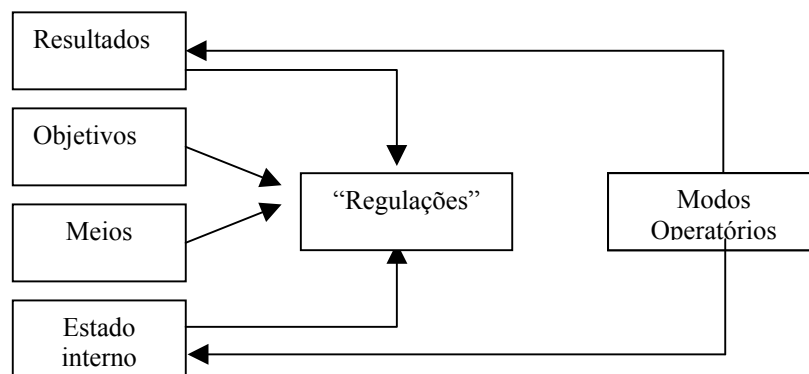 Resultados
Objetivos
Meios
Estado
interno
“Regulações”
Modos
Operatórios